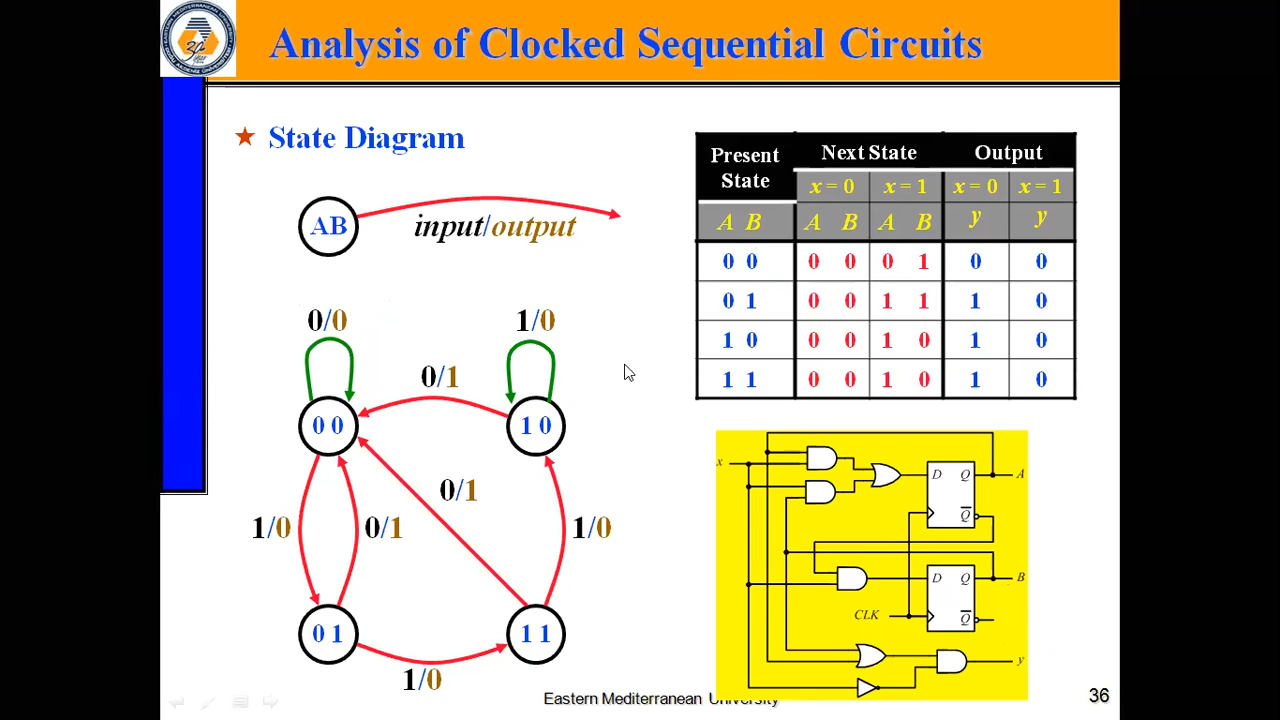 Analysis of Clocked Sequential Circuits
State Diagram
AB
input/output
0/0
1/0
0/1
0 0
1 0
0/1
1/0
0/1
1/0
0 1
1 1
1/0
Present State
Next State
Output
x = 0
x = 1
x = 0
x = 1
A B
A B
A B
y
y
0 0
0 0
0 1
0
0
0 1
0 0
1 1
1
0
1 0
0 0
1 0
1
0
1 1
0 0
1 0
1
0
x
D
Q
A
Q
D
Q
B
CLK
Q
y
Eastern Mediterranean University
36